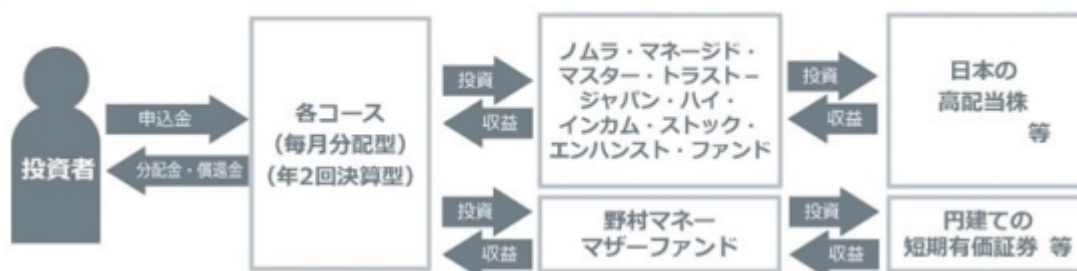 投資者
申込金
分配金・償還金
各コース
(毎月分配型)
(年2回決算型)
投資
収益
ノムラ・マネージド・
マスター・トラスト－
ジャパン・ハイ・
インカム・ストック・
エンハンスト・ファンド
投資
収益
日本の
高配当株
等
投資
収益
野村マネー
マザーファンド
投資
収益
円建ての
短期有価証券 等